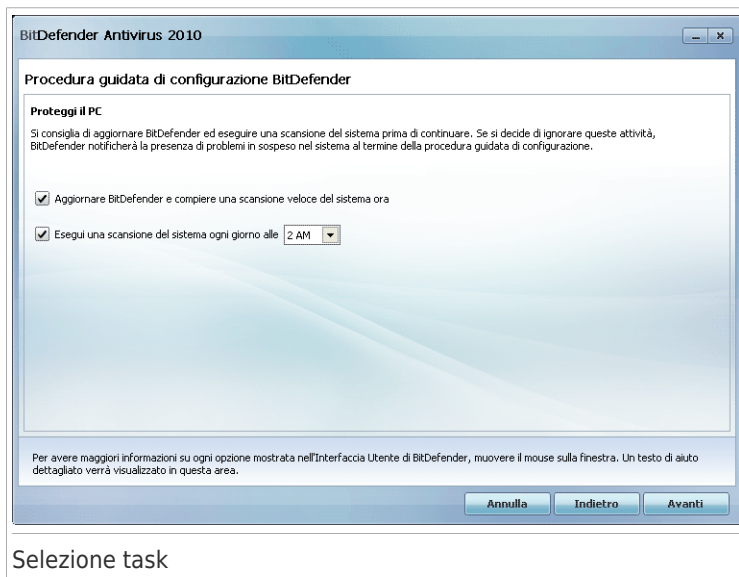 BitDefender Antivirus 2010
Procedura guidata di configurazione BitDefender
Proteggi il PC
Si consiglia di aggiornare BitDefender ed eseguire una scansione del sistema prima di continuare. Se si decide di ignorare queste attività,
BitDefender notificherà la presenza di problemi in sospeso nel sistema al termine della procedura guidata di configurazione.
Aggiornare BitDefender e compiere una scansione veloce del sistema ora
Esegui una scansione del sistema ogni giorno alle 2 AM
Per avere maggiori informazioni su ogni opzione mostrata nell'Interfaccia Utente di BitDefender, muovere il mouse sulla finestra. Un testo di aiuto
dettagliato verrà visualizzato in questa area.
Annulla Indietro Avanti
Selezione task